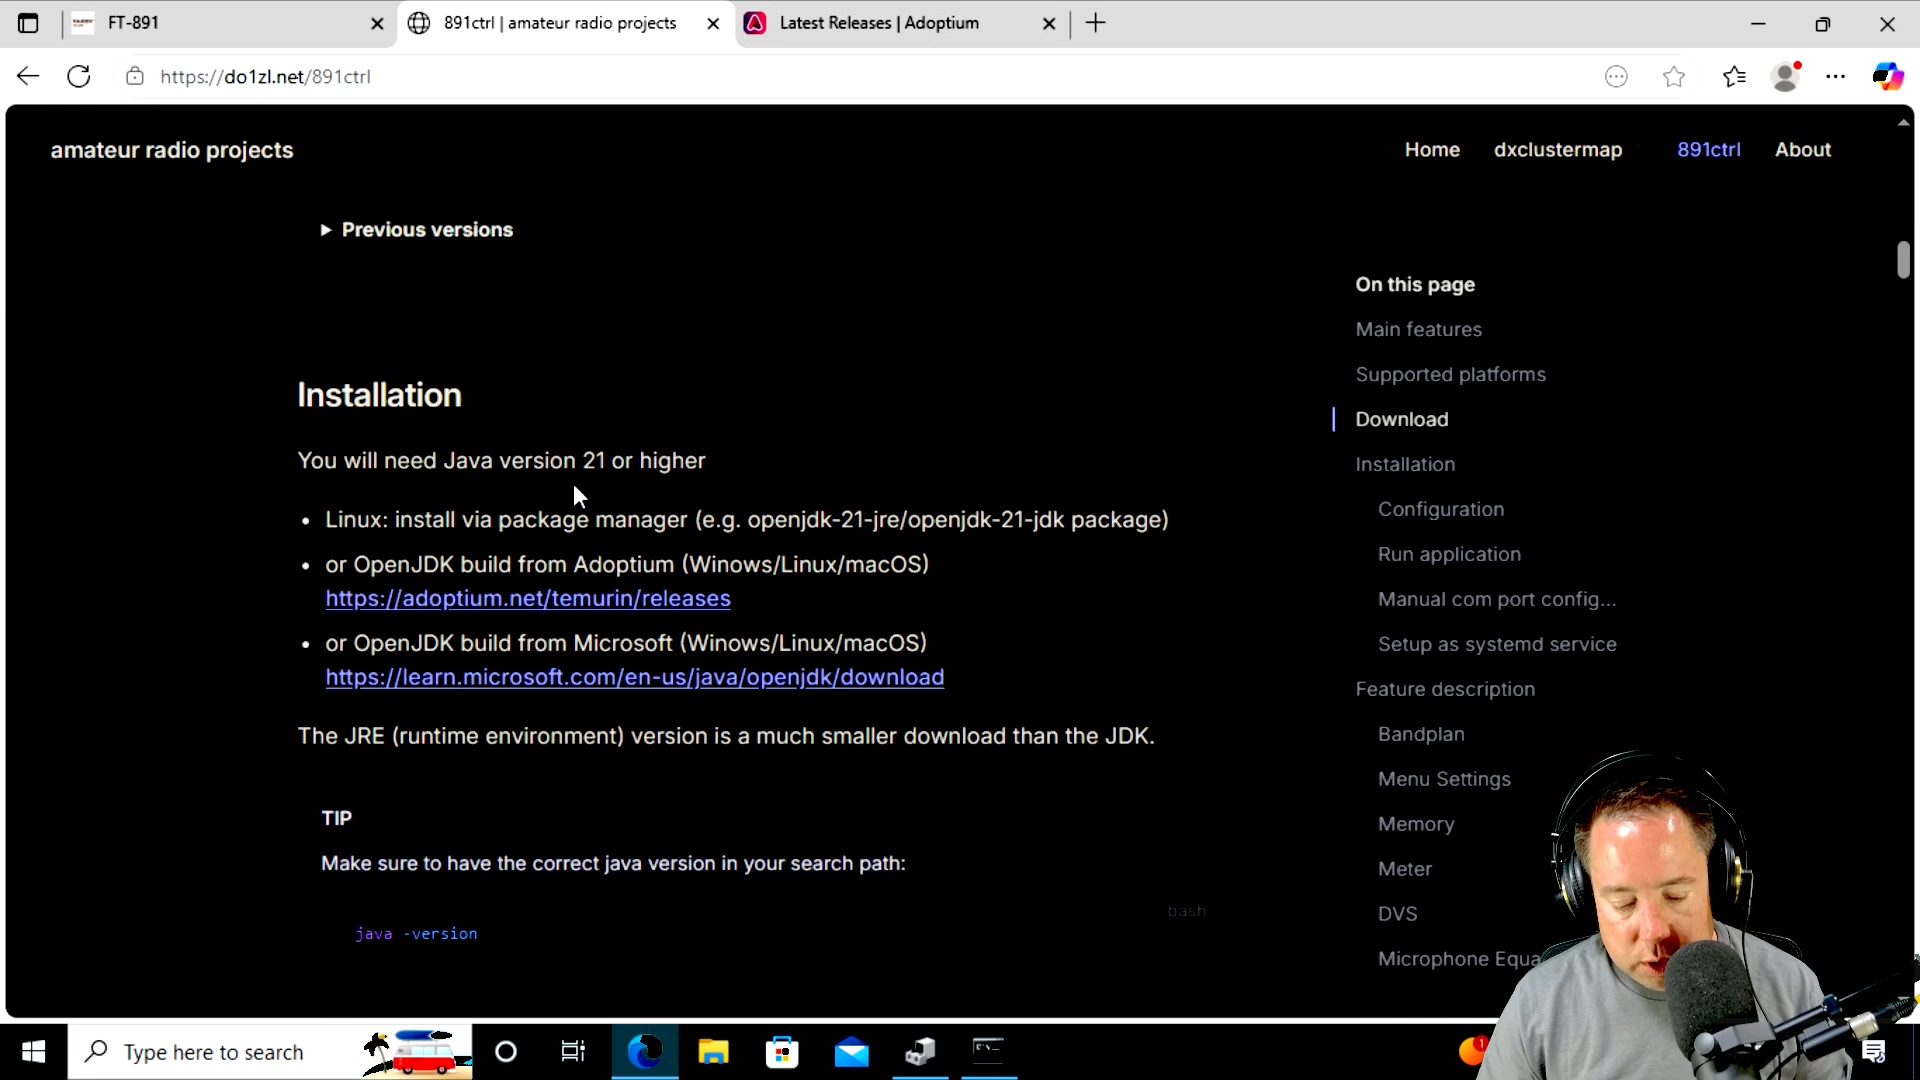 FT-891
891ctrl | amateur radio projects
Latest Releases | Adoptium
https://do1zl.net/891ctrl
amateur radio projects
Home
dxclustermap
891ctrl
About
Previous versions
Installation
You will need Java version 21 or higher
• Linux: install via package manager (e.g. openjdk-21-jre/openjdk-21-jdk package)
• or OpenJDK build from Adoptium (Winows/Linux/macOS)
https://adoptium.net/temurin/releases
• or OpenJDK build from Microsoft (Winows/Linux/macOS)
https://learn.microsoft.com/en-us/java/openjdk/download
The JRE (runtime environment) version is a much smaller download than the JDK.
TIP
Make sure to have the correct java version in your search path:
bash
java -version
On this page
Main features
Supported platforms
Download
Installation
Configuration
Run application
Manual com port config...
Setup as systemd service
Feature description
Bandplan
Menu Settings
Memory
Meter
DVS
Microphone Equa
Type here to search
1